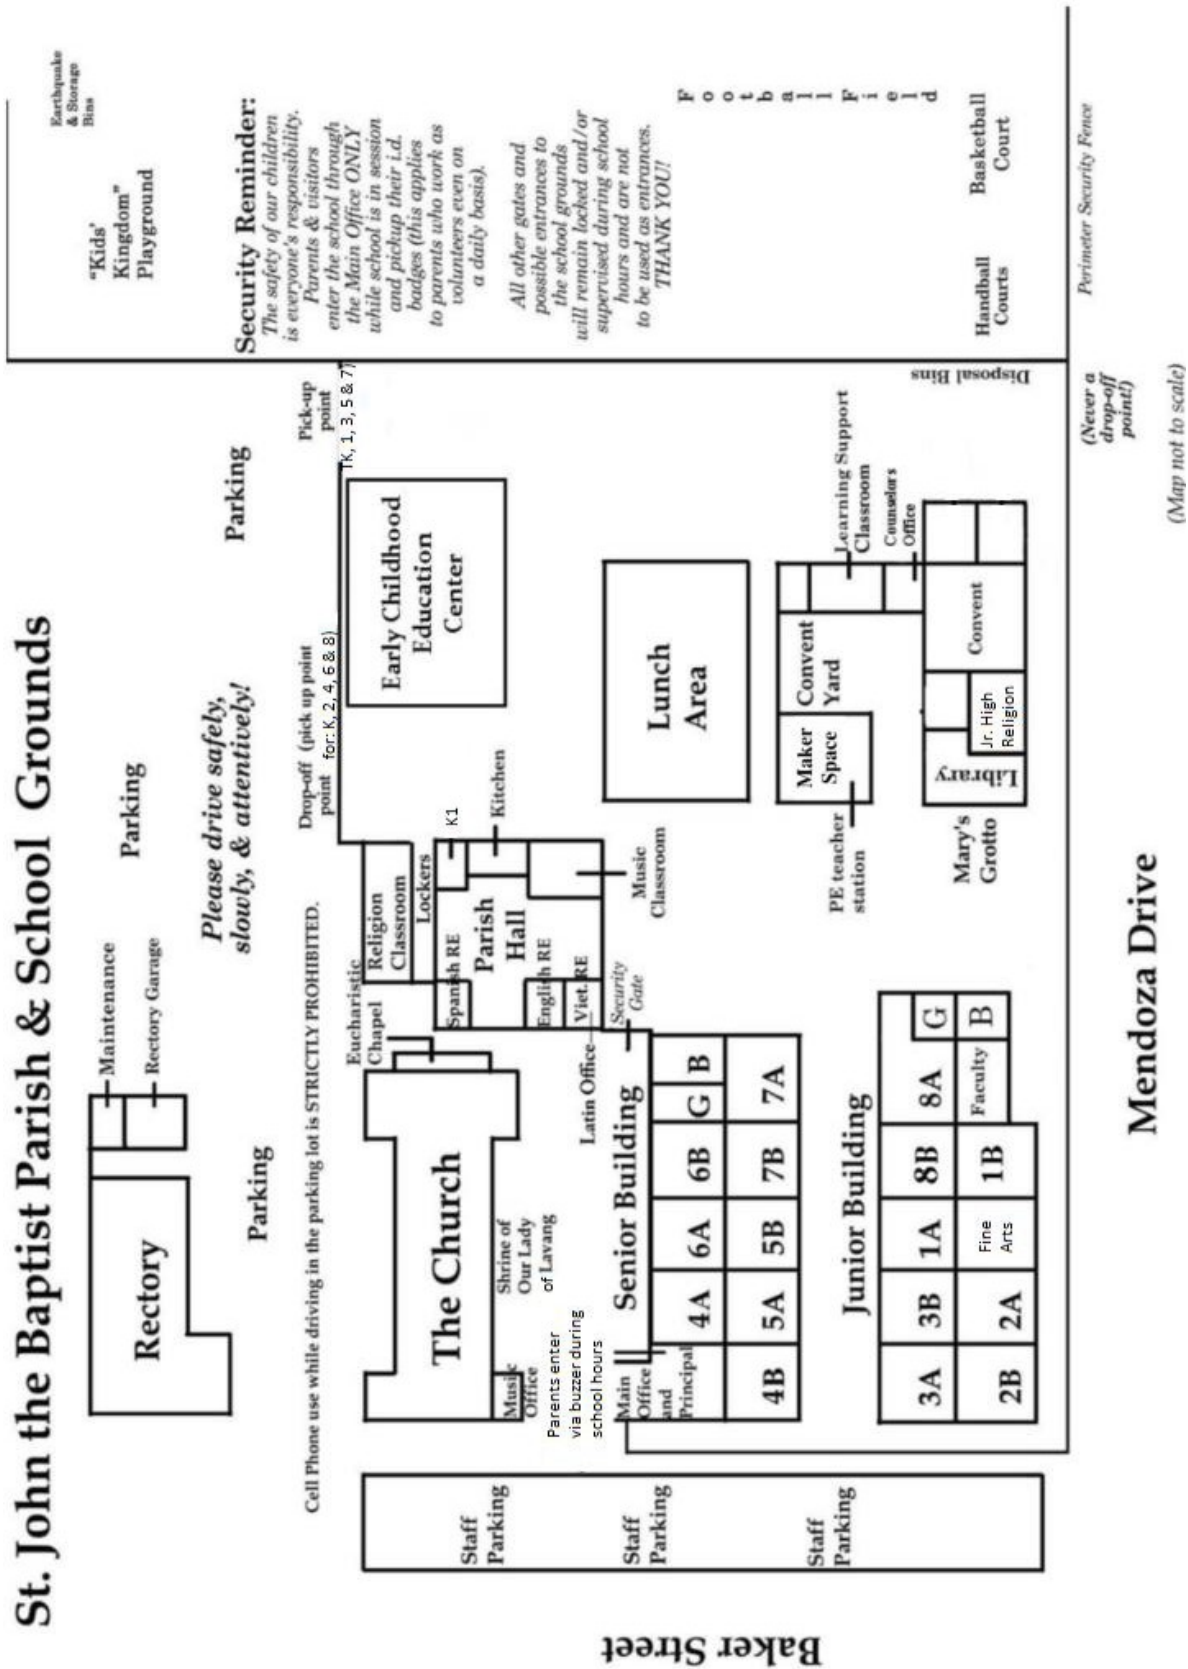 St. John the Baptist Parish & School Grounds
Rectory
Maintenance
Rectory Garage
Parking
Parking
Parking
Please drive safely,
slowly, & attentively!
"Kids'
Kingdom"
Playground
Earthquake
& Storage
Bins
Cell Phone use while driving in the parking lot is STRICTLY PROHIBITED.
Drop-off
point
(pick up point
for: K, 2, 4, 6 & 8)
Pick-up
point
TK, 1, 3, 5 & 7)
Security Reminder:
The safety of our children
is everyone's responsibility.
Parents & visitors
enter the school through
the Main Office ONLY
while school is in session
and pickup their i.d.
badges (this applies
to parents who work as
volunteers even on
a daily basis).
All other gates and
possible entrances to
the school grounds
will remain locked and/or
supervised during school
hours and are not
to be used as entrances.
THANK YOU!
Football Field
Handball
Courts
Basketball
Court
Perimeter Security Fence
The Church
Eucharistic
Chapel
Religion
Classroom
Lockers
Spanish RE
Parish
Hall
English RE
Viet. RE
K1
Kitchen
Music
Classroom
Early Childhood
Education
Center
Music
Office
Shrine of
Our Lady
of Lavang
Latin Office
Security
Gate
Parents enter
via buzzer during
school hours
Senior Building
Main
Office
and
Principal
4A
6A
6B
G
B
4B
5A
5B
7B
7A
Lunch
Area
Maker
Space
Convent
Yard
PE teacher
station
Learning Support
Classroom
Counselors
Office
Disposal Bins
Junior Building
3A
3B
1A
8B
8A
G
2B
2A
Fine
Arts
1B
Faculty
B
Mary's
Grotto
Library
Jr. High
Religion
Convent
Staff
Parking
Staff
Parking
Staff
Parking
Baker Street
Mendoza Drive
(Never a
drop-off
point!)
(Map not to scale)